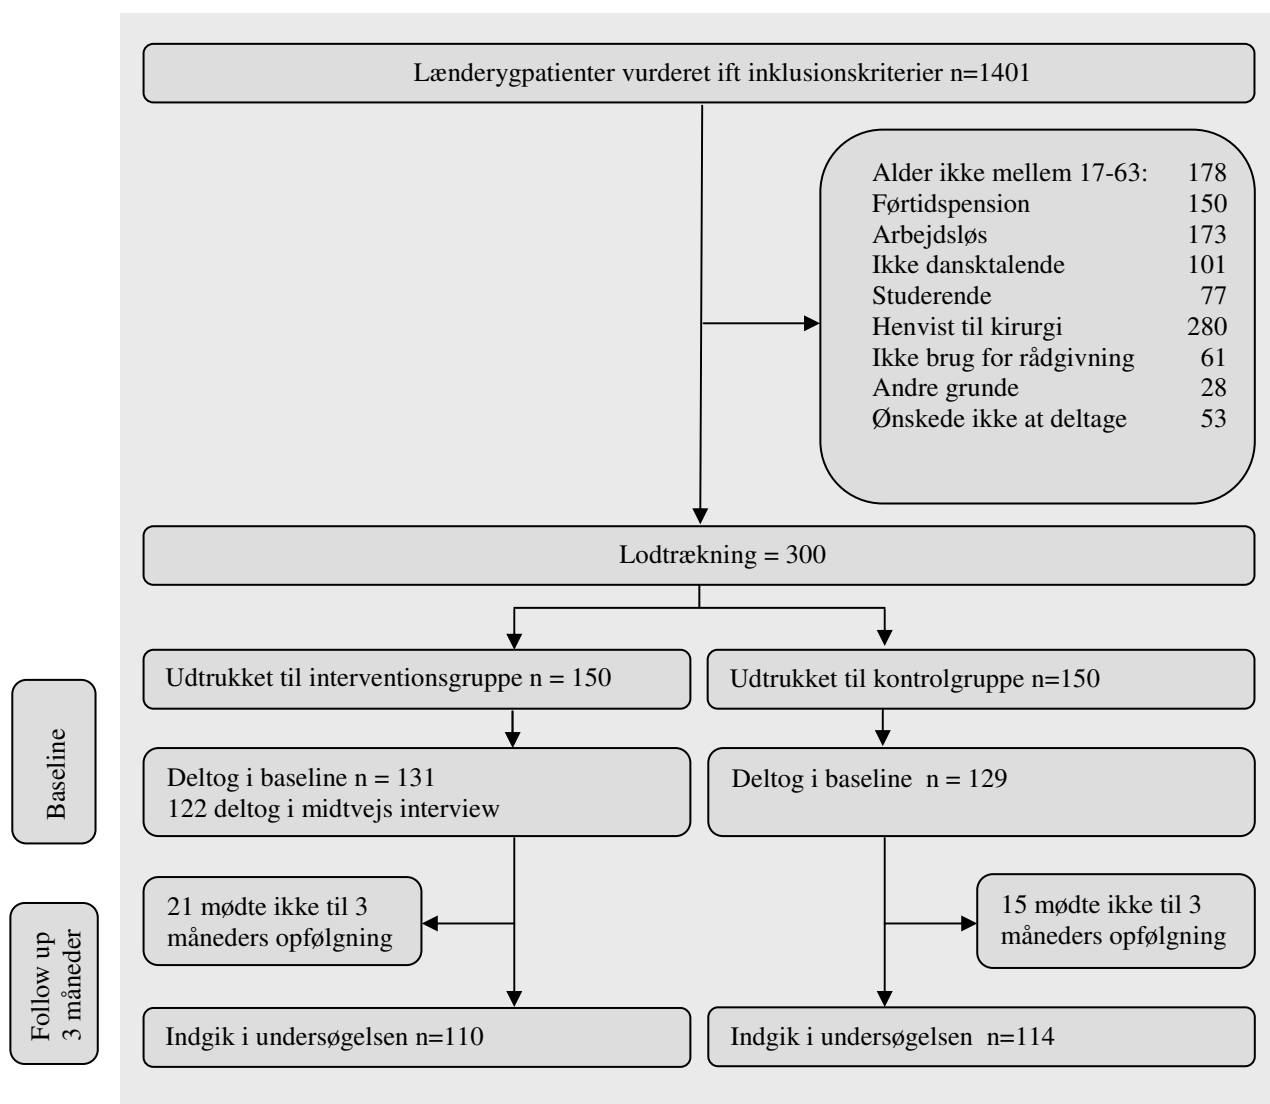 Lænderygpatienter vurderet ift inklusionskriterier n=1401
Alder ikke mellem 17-63: 178
Førtidspension 150
Arbejdsløs 173
Ikke dansktalende 101
Studerende 77
Henvist til kirurgi 280
Ikke brug for rådgivning 61
Andre grunde 28
Ønskede ikke at deltage 53
Lodtrækning = 300
Udtrukket til interventionsgruppe n = 150
Udtrukket til kontrolgruppe n=150
Baseline
Deltog i baseline n = 131
122 deltog i midtvejs interview
Deltog i baseline n = 129
Follow up
3 måneder
21 mødte ikke til 3
måneders opfølgning
15 mødte ikke til 3
måneders opfølgning
Indgik i undersøgelsen n=110
Indgik i undersøgelsen n=114